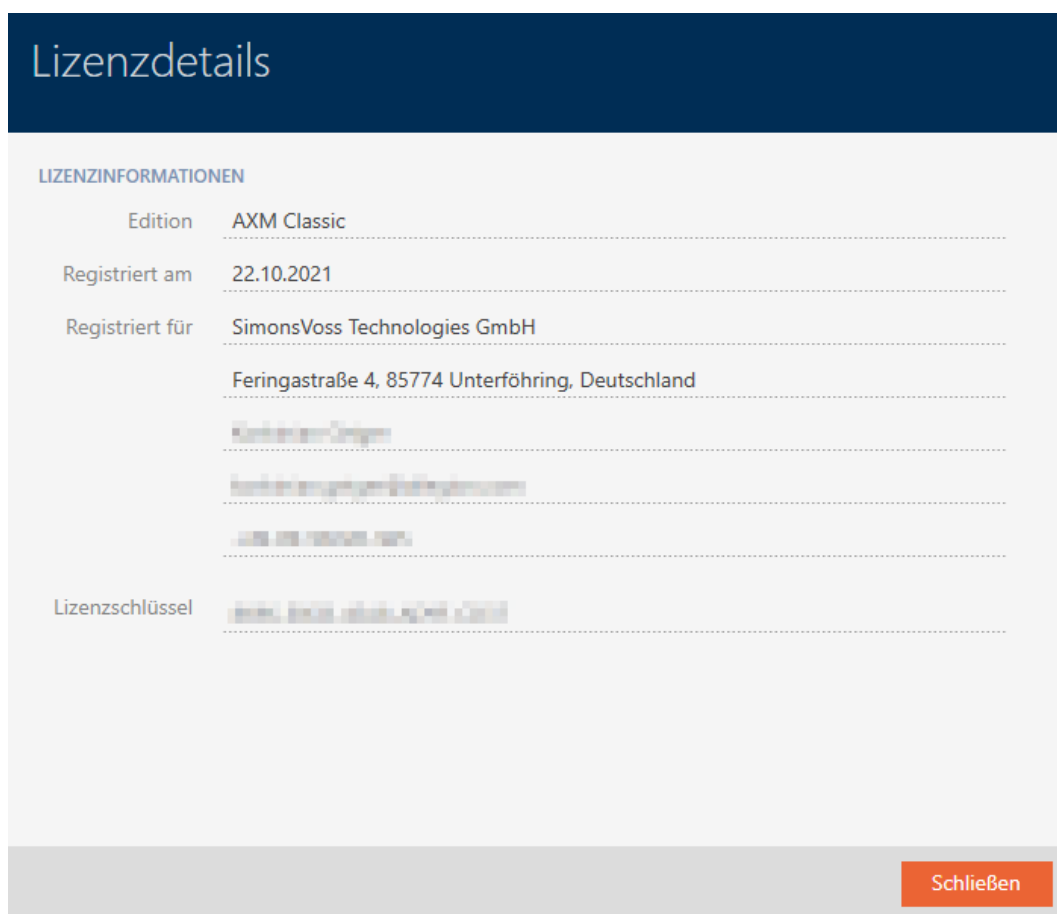 Lizenzdetails
LIZENZINFORMATIONEN
Edition AXM Classic
Registriert am 22.10.2021
Registriert für SimonsVoss Technologies GmbH
Feringastraße 4, 85774 Unterföhring, Deutschland
Lizenzschlüssel
Schließen